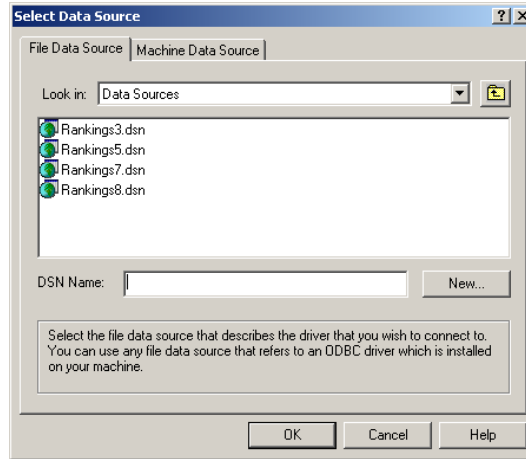 Select Data Source
File Data Source Machine Data Source
Look in: Data Sources
Rankings3.dsn
Rankings5.dsn
Rankings7.dsn
Rankings8.dsn
DSN Name: New...
Select the file data source that describes the driver that you wish to connect to.
You can use any file data source that refers to an ODBC driver which is installed
on your machine.
OK Cancel Help